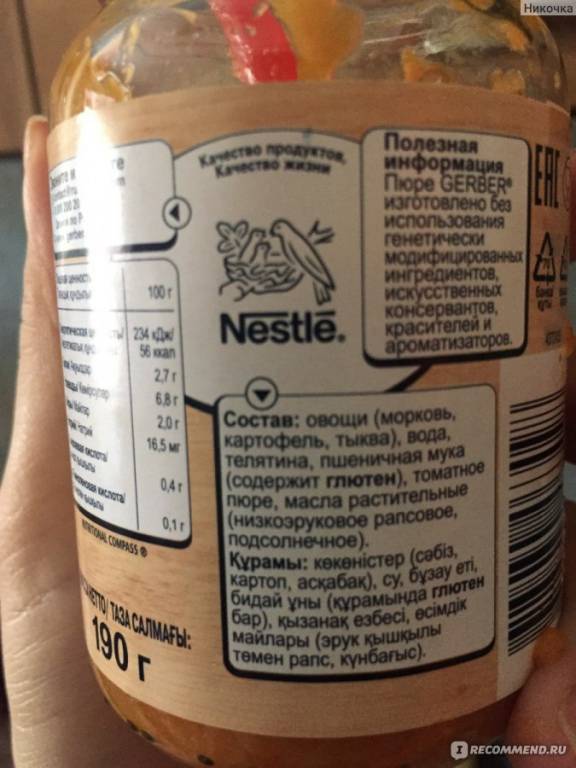 Никочка
Качество продуктов,
Качество жизни
Nestlé.
Полезная
информация
Пюре GERBER®
изготовлено без
использования
генетически
модифицированных
ингредиентов,
искусственных
консервантов,
красителей и
ароматизаторов.
EAC
100 г
234 кДж/
56 ккал
2,7 г
6,8 г
2,0 г
16,5 мг
0,4 г
0,1 г
NUTRITIONAL COMPASS ®
НЕТТО/ ТАЗА САЛМАҒЫ:
190 г
Состав: овощи (морковь,
картофель, тыква), вода,
телятина, пшеничная мука
(содержит глютен), томатное
пюре, масла растительные
(низкоэруковое рапсовое,
подсолнечное).
Құрамы: көкөністер (сәбіз,
картоп, асқабақ), су, бұзау еті,
бидай ұны (құрамында глютен
бар), қызанақ езбесі, өсімдік
майлары (эрук қышқылы
төмен рапс, күнбағыс).
IRECOMMEND.RU